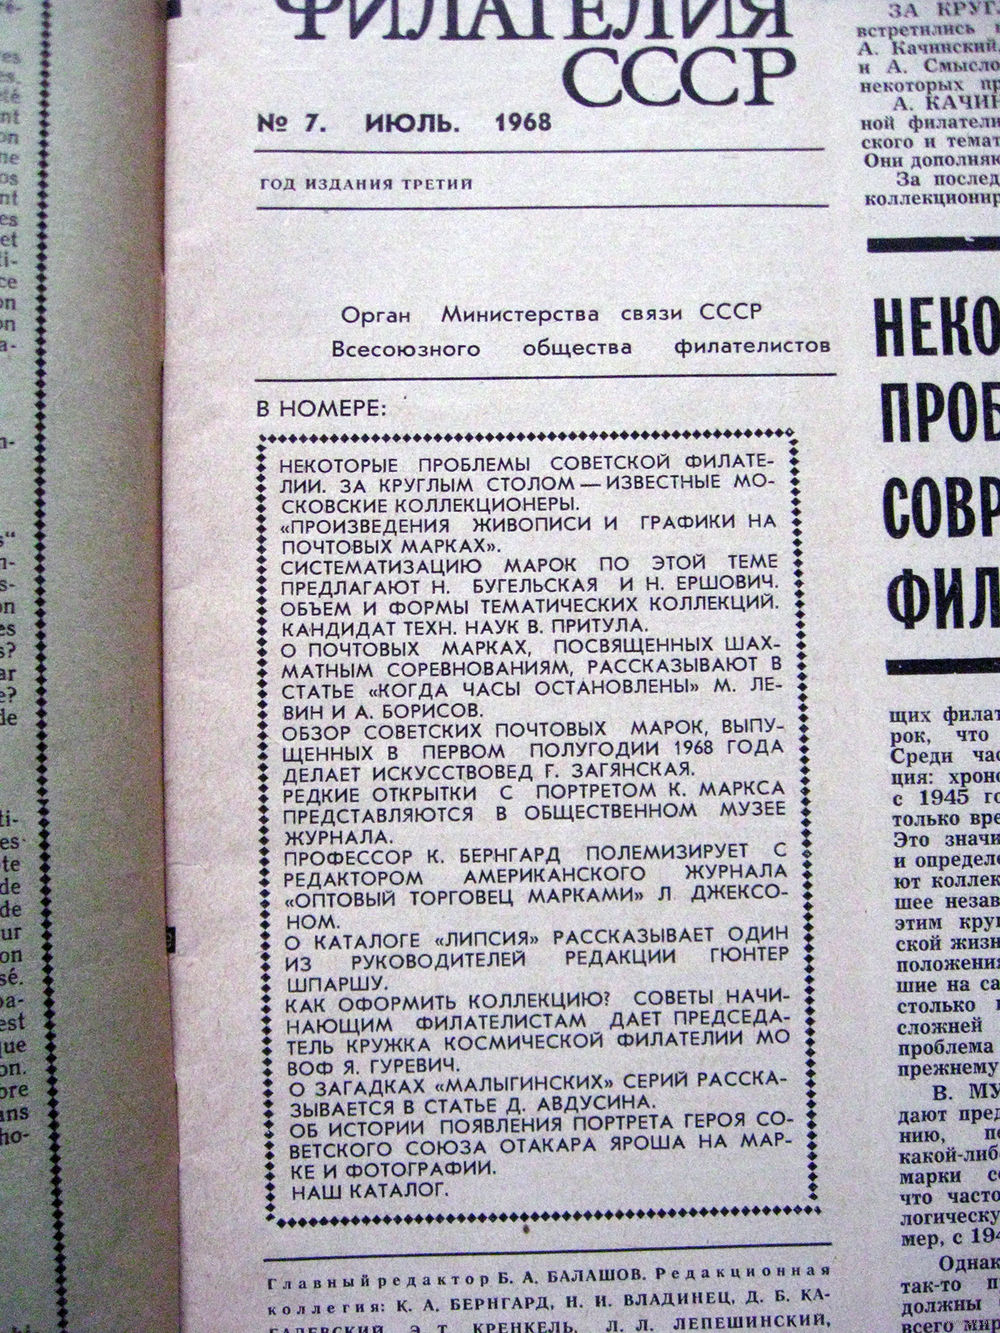 ФИЛАТЕЛИЯ
СССР
№ 7. ИЮЛЬ. 1968
ГОД ИЗДАНИЯ ТРЕТИЙ
Орган Министерства связи СССР
Всесоюзного общества филателистов
В НОМЕРЕ:
НЕКОТОРЫЕ ПРОБЛЕМЫ СОВЕТСКОЙ ФИЛАТЕ-
ЛИИ. ЗА КРУГЛЫМ СТОЛОМ — ИЗВЕСТНЫЕ МО-
СКОВСКИЕ КОЛЛЕКЦИОНЕРЫ.
«ПРОИЗВЕДЕНИЯ ЖИВОПИСИ И ГРАФИКИ НА
ПОЧТОВЫХ МАРКАХ».
СИСТЕМАТИЗАЦИЮ МАРОК ПО ЭТОЙ ТЕМЕ
ПРЕДЛАГАЮТ Н. БУГЕЛЬСКАЯ И Н. ЕРШОВИЧ.
ОБЪЕМ И ФОРМЫ ТЕМАТИЧЕСКИХ КОЛЛЕКЦИЙ.
КАНДИДАТ ТЕХН. НАУК В. ПРИТУЛА.
О ПОЧТОВЫХ МАРКАХ, ПОСВЯЩЕННЫХ ШАХ-
МАТНЫМ СОРЕВНОВАНИЯМ, РАССКАЗЫВАЮТ В
СТАТЬЕ «КОГДА ЧАСЫ ОСТАНОВЛЕНЫ» М. ЛЕ-
ВИН И А. БОРИСОВ.
ОБЗОР СОВЕТСКИХ ПОЧТОВЫХ МАРОК, ВЫПУ-
ЩЕННЫХ В ПЕРВОМ ПОЛУГОДИИ 1968 ГОДА
ДЕЛАЕТ ИСКУССТВОВЕД Г. ЗАГЯНСКАЯ.
РЕДКИЕ ОТКРЫТКИ С ПОРТРЕТОМ К. МАРКСА
ПРЕДСТАВЛЯЮТСЯ В ОБЩЕСТВЕННОМ МУЗЕЕ
ЖУРНАЛА.
ПРОФЕССОР К. БЕРНГАРД ПОЛЕМИЗИРУЕТ С
РЕДАКТОРОМ АМЕРИКАНСКОГО ЖУРНАЛА
«ОПТОВЫЙ ТОРГОВЕЦ МАРКАМИ» Л ДЖЕКСО-
НОМ.
О КАТАЛОГЕ «ЛИПСИЯ» РАССКАЗЫВАЕТ ОДИН
ИЗ РУКОВОДИТЕЛЕЙ РЕДАКЦИИ ГЮНТЕР
ШПАРШУ.
КАК ОФОРМИТЬ КОЛЛЕКЦИЮ? СОВЕТЫ НАЧИ-
НАЮЩИМ ФИЛАТЕЛИСТАМ ДАЕТ ПРЕДСЕДА-
ТЕЛЬ КРУЖКА КОСМИЧЕСКОЙ ФИЛАТЕЛИИ МО
ВОФ Я. ГУРЕВИЧ.
О ЗАГАДКАХ «МАЛЫГИНСКИХ» СЕРИЙ РАССКА-
ЗЫВАЕТСЯ В СТАТЬЕ Д. АВДУСИНА.
ОБ ИСТОРИИ ПОЯВЛЕНИЯ ПОРТРЕТА ГЕРОЯ СО-
ВЕТСКОГО СОЮЗА ОТАКАРА ЯРОША НА МАР-
КЕ И ФОТОГРАФИИ.
НАШ КАТАЛОГ.
Главный редактор Б. А. БАЛАШОВ. Редакционная
коллегия: К. А. БЕРНГАРД, Н. И. ВЛАДИНЕЦ, Д. Б. КА-
Э. Т. КРЕНКЕЛЬ, Л. Л. ЛЕПЕШИНСКИЙ,
ЗА КРУГЛ
встретились
А. Качинский,
и А. Смысло
некоторых пр
А. КАЧИН
ной филатели
ского и темат
Они дополняю
За послед
коллекционир
НЕКО
ПРОБ
СОВР
ФИЛ
щих филат
рок, что
Среди час
ция: хроно
с 1945 го
только вре
Это значи
и определе
ют коллек
шее незав
этим круг
ской жизн
положения
шие на са
столько
сложней
проблема
прежнему
В. МУ
дают пред
нию, по
какой-либо
марки со
что часто
логическу
мер, с 194
Однак
так-то п
должны
всего мир